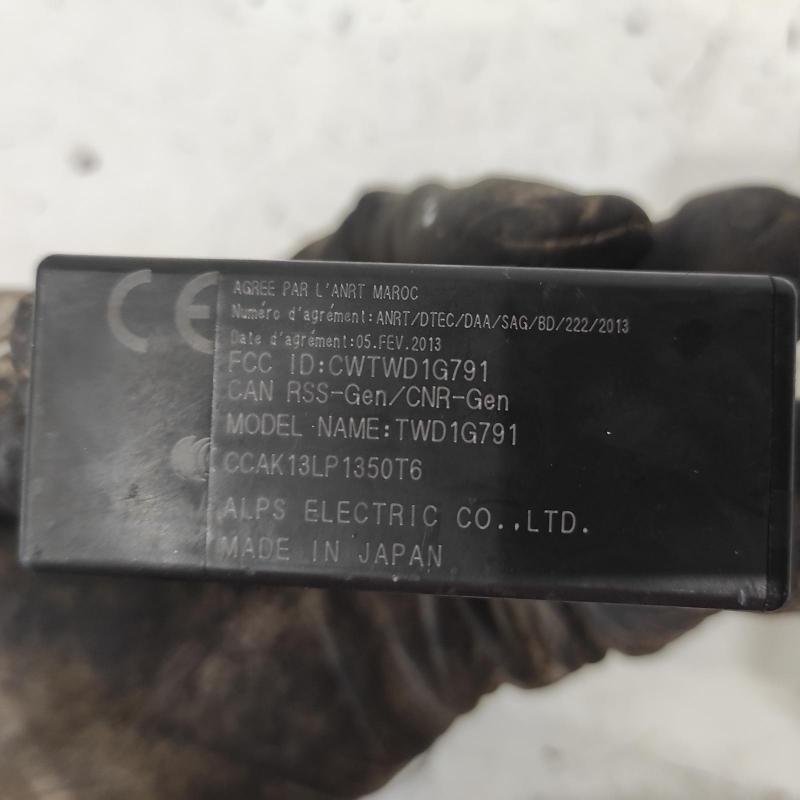 CE
AGREE PAR L'ANRT MAROC
Numéro d'agrément:ANRT/DTEC/DAA/SAG/BD/222/2013
Date d'agrément:05.FEV.2013
FCC ID:CWTWD1G791
CAN RSS-Gen/CNR-Gen
MODEL NAME:TWD1G791
CCAK13LP1350T6
ALPS ELECTRIC CO.,LTD.
MADE IN JAPAN